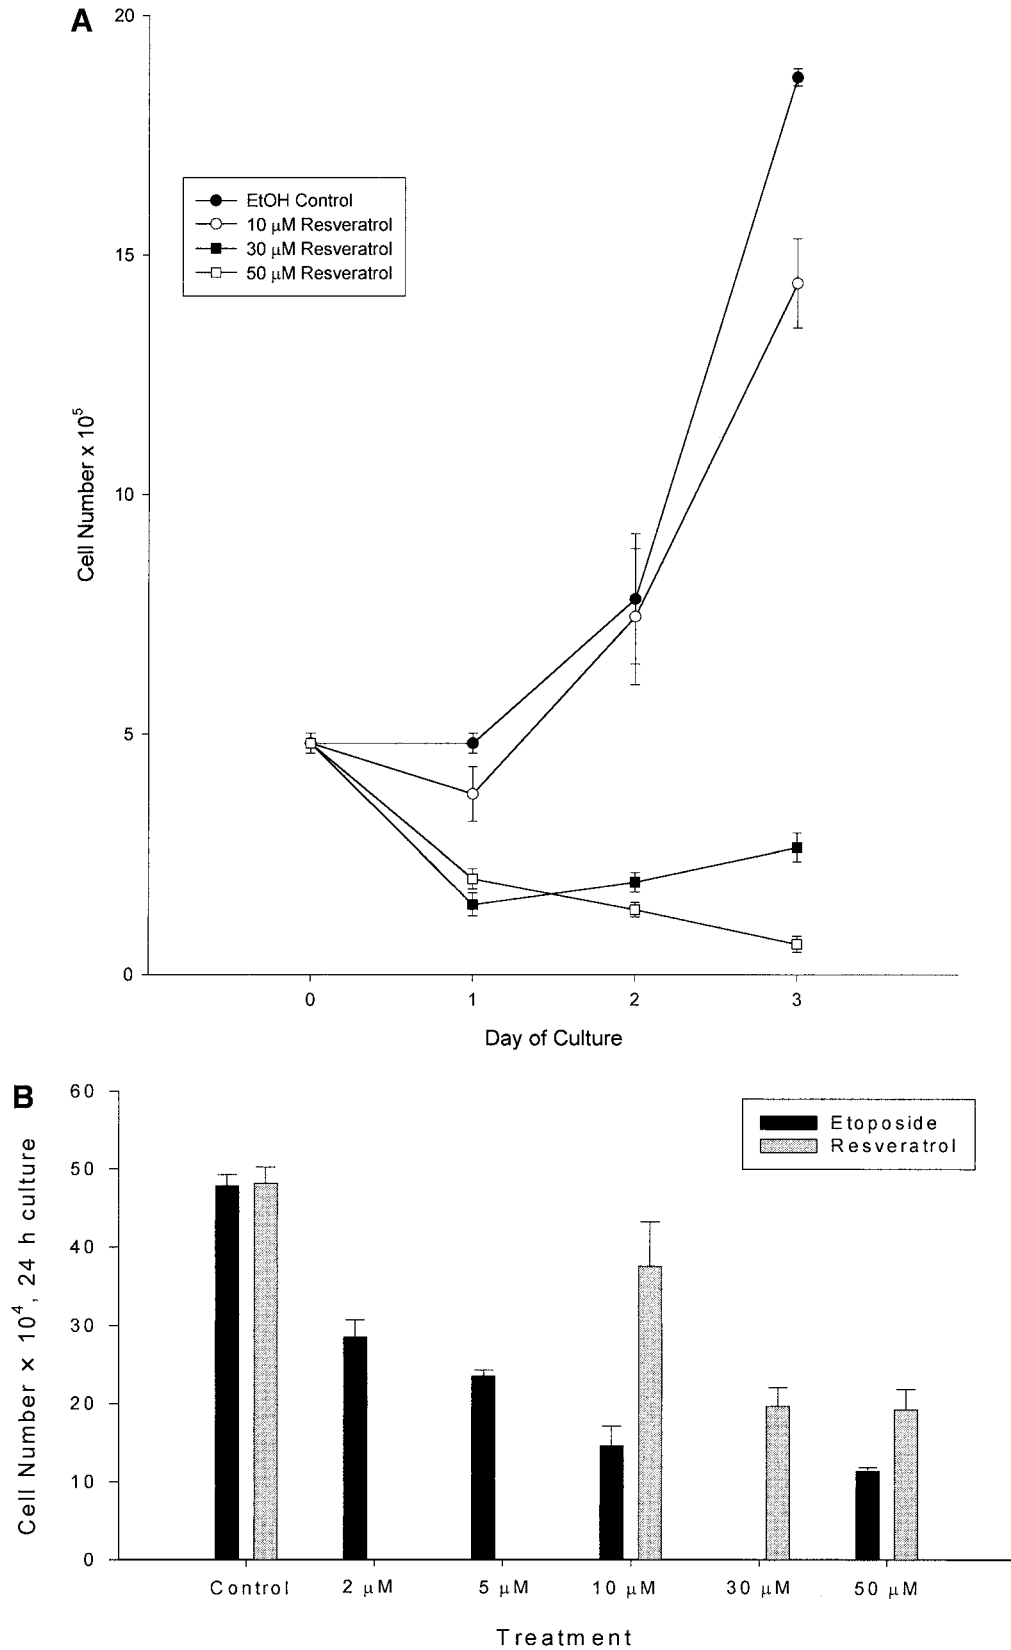 A
20
15
10
5
0
Cell Number x 10⁵
EtOH Control
10 μM Resveratrol
30 μM Resveratrol
50 μM Resveratrol
0 1 2 3
Day of Culture
B
60
50
40
30
20
10
0
Cell Number × 10⁴, 24 h culture
Etoposide
Resveratrol
Control 2 μM 5 μM 10 μM 30 μM 50 μM
Treatment